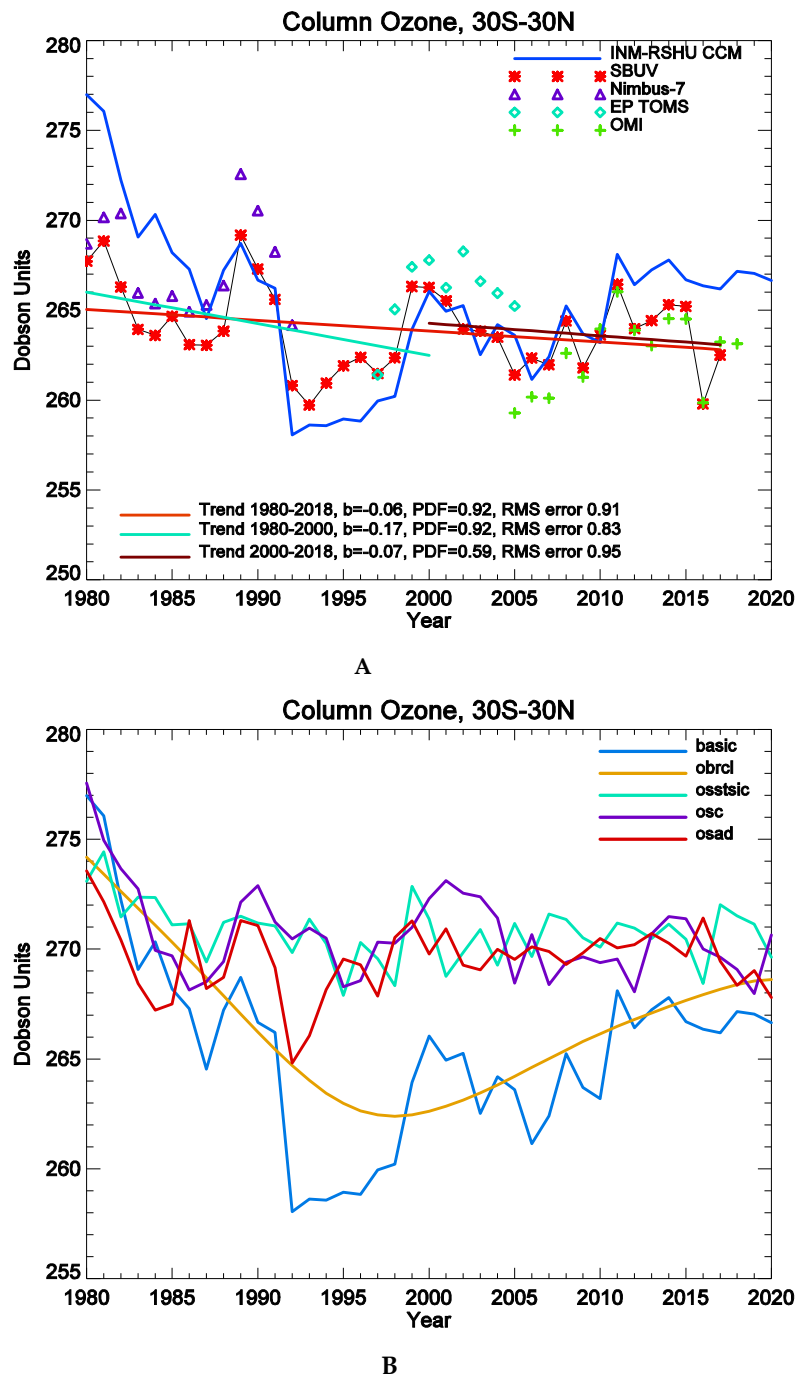 Column Ozone, 30S-30N
280
INM-RSHU CCM
SBUV
Nimbus-7
EP TOMS
OMI
275
270
265
260
255
250
Dobson Units
Trend 1980-2018, b=-0.06, PDF=0.92, RMS error 0.91
Trend 1980-2000, b=-0.17, PDF=0.92, RMS error 0.83
Trend 2000-2018, b=-0.07, PDF=0.59, RMS error 0.95
1980 1985 1990 1995 2000 2005 2010 2015 2020
Year
A
Column Ozone, 30S-30N
280
basic
obrcl
osstsic
osc
osad
275
270
265
260
255
Dobson Units
1980 1985 1990 1995 2000 2005 2010 2015 2020
Year
B